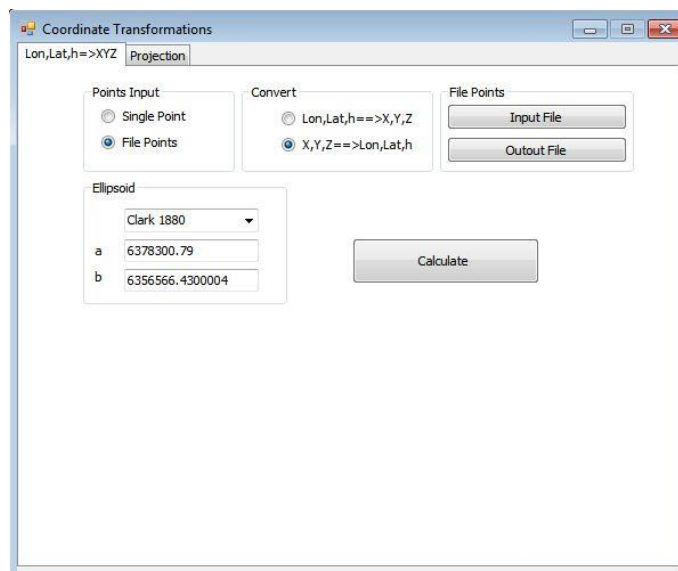 Coordinate Transformations
Lon,Lat,h=>XYZ Projection
Points Input
Single Point
File Points
Convert
Lon,Lat,h==>X,Y,Z
X,Y,Z==>Lon,Lat,h
File Points
Input File
Outout File
Ellipsoid
Clark 1880
a 6378300.79
b 6356566.4300004
Calculate